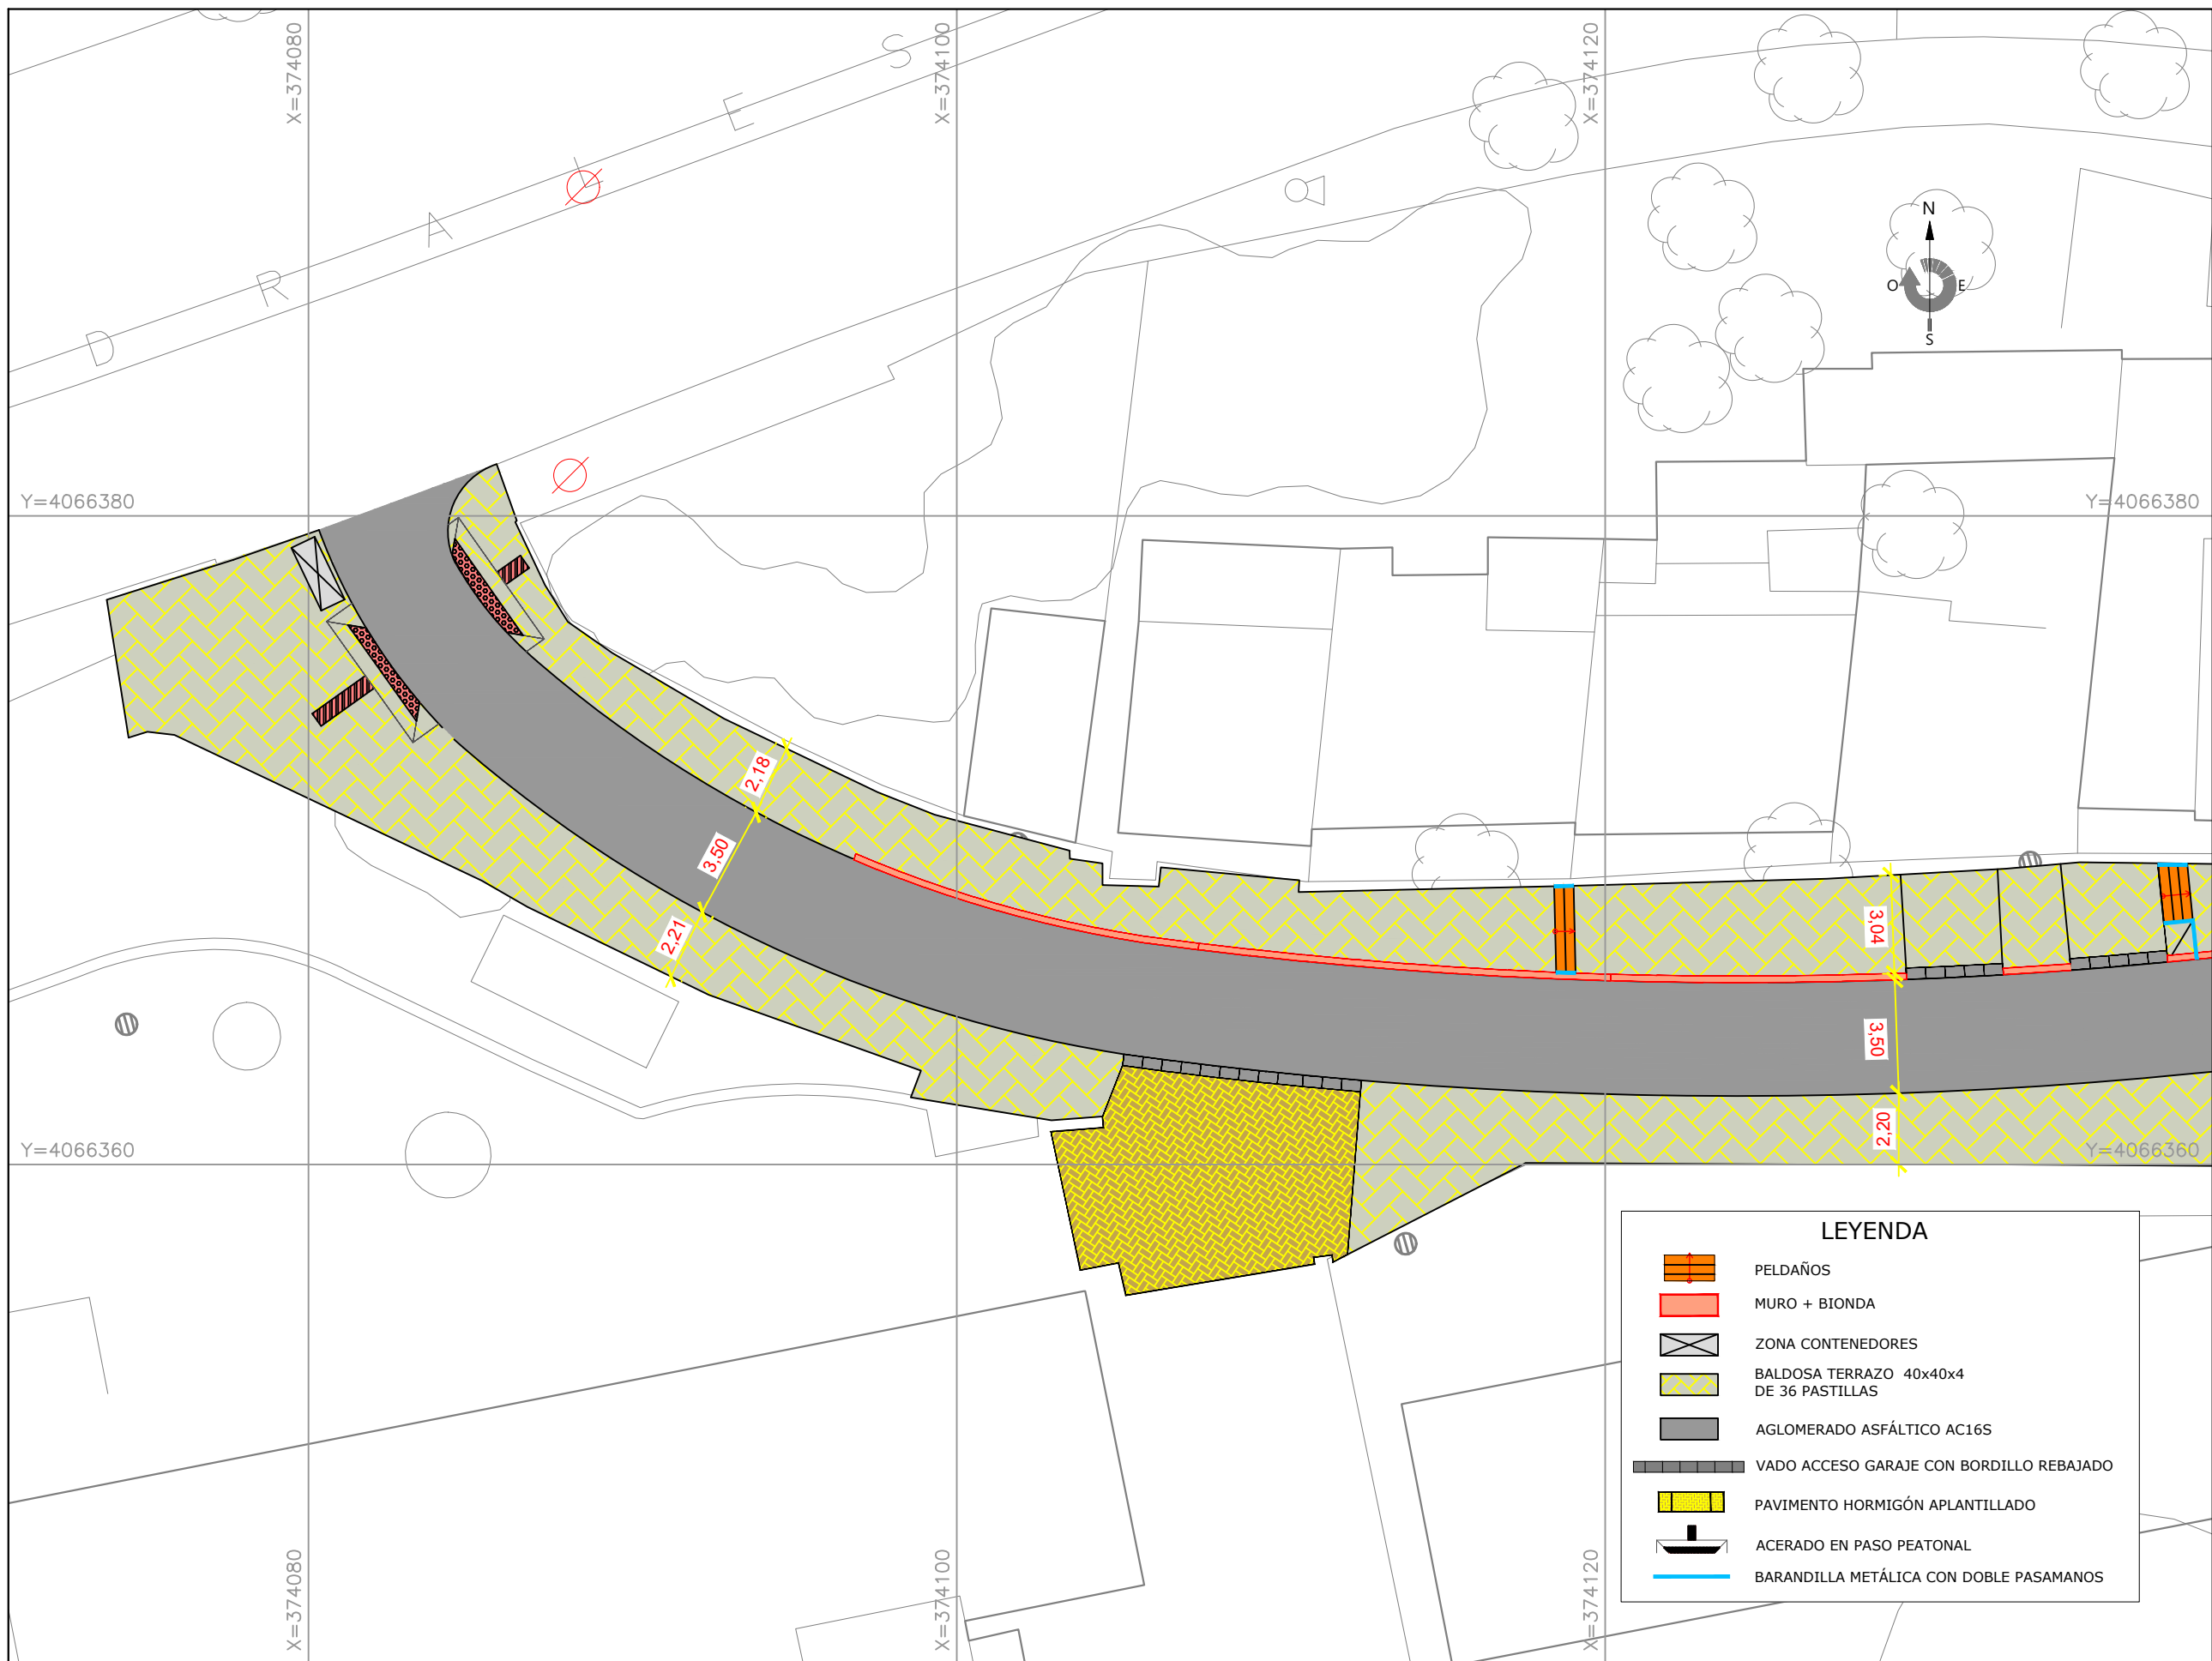 X=374080
X=374100
X=374120
D R A L E S
N
O E
S
Y=4066380
Y=4066380
2,18
3,50
2,21
3,04
3,50
2,20
Y=4066360
Y=4066360
LEYENDA
PELDAÑOS
MURO + BIONDA
ZONA CONTENEDORES
BALDOSA TERRAZO 40x40x4
DE 36 PASTILLAS
AGLOMERADO ASFÁLTICO AC16S
VADO ACCESO GARAJE CON BORDILLO REBAJADO
PAVIMENTO HORMIGÓN APLANTILLADO
ACERADO EN PASO PEATONAL
BARANDILLA METÁLICA CON DOBLE PASAMANOS
X=374080
X=374100
X=374120